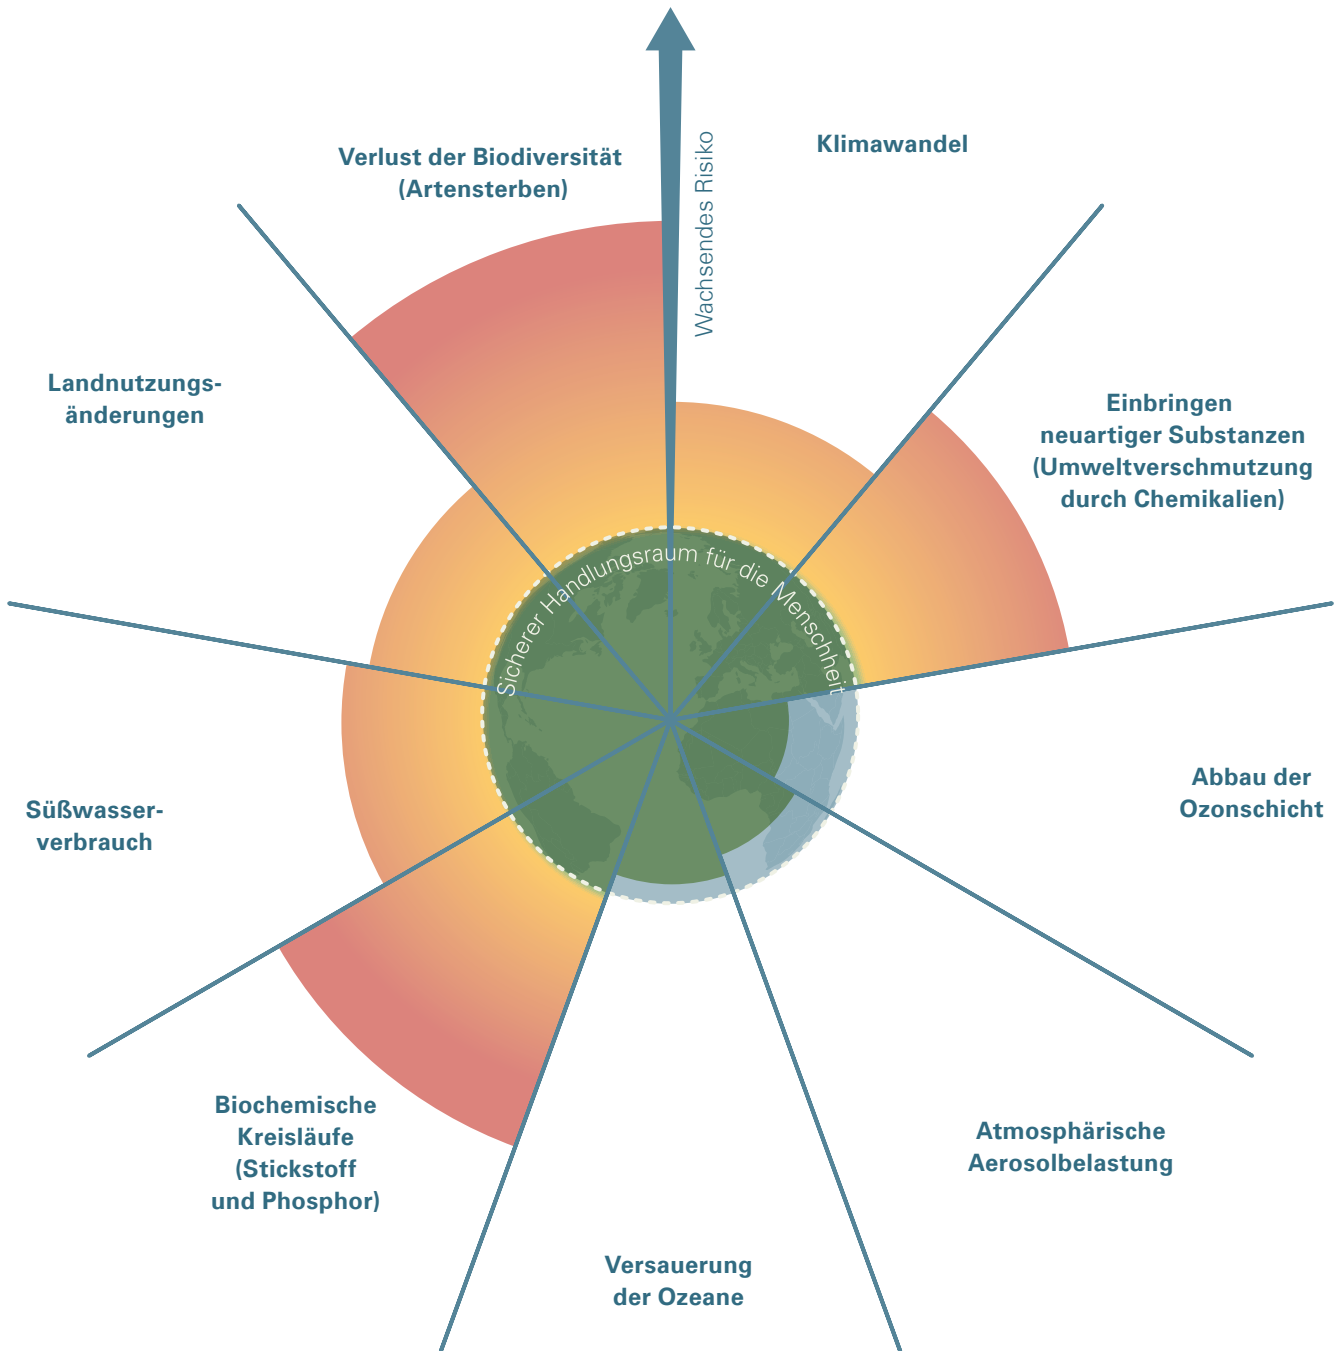 Wachsendes Risiko
Klimawandel
Verlust der Biodiversität
(Artensterben)
Landnutzungs-
änderungen
Einbringen
neuartiger Substanzen
(Umweltverschmutzung
durch Chemikalien)
Sicherer Handlungsraum für die Menschheit
Süßwasser-
verbrauch
Abbau der
Ozonschicht
Biochemische
Kreisläufe
(Stickstoff
und Phosphor)
Atmosphärische
Aerosolbelastung
Versauerung
der Ozeane